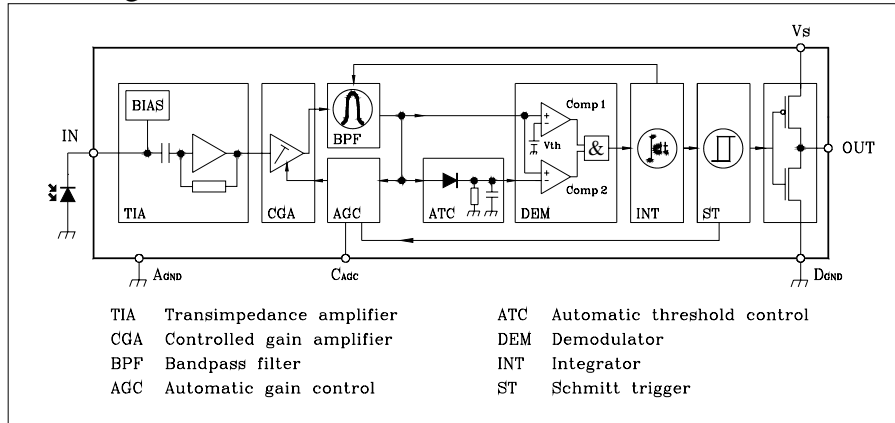 Vs
BIAS
Comp 1
IN
BPF
Vth
&
OUT
Comp 2
TIA
CGA
AGC
ATC
DEM
INT
ST
AGND
CAGC
DGND
TIA Transimpedance amplifier
CGA Controlled gain amplifier
BPF Bandpass filter
AGC Automatic gain control
ATC Automatic threshold control
DEM Demodulator
INT Integrator
ST Schmitt trigger